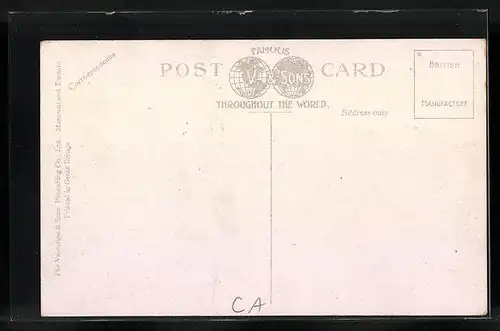 FAMOUS
POST CARD
V. & SONS
THROUGHOUT THE WORLD.
Correspondence
Address only
BRITISH
MANUFACTURE
The Valentine & Sons Publishing Co., Ltd. Montreal and Toronto
Printed in Great Britain
CA